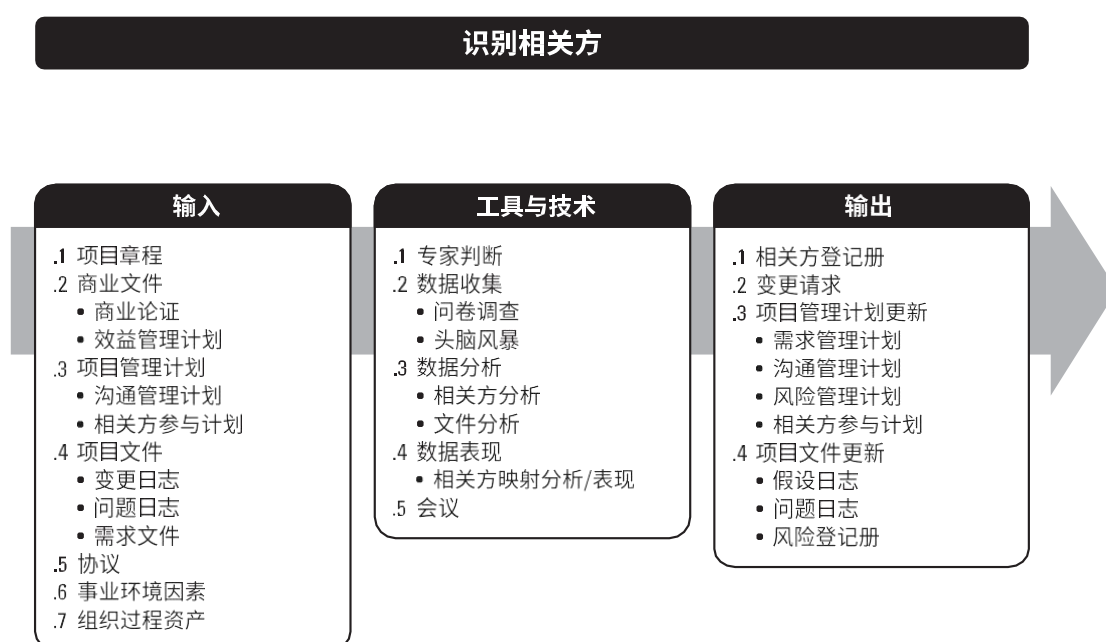 识别相关方
输入
.1 项目章程
.2 商业文件
• 商业论证
• 效益管理计划
.3 项目管理计划
• 沟通管理计划
• 相关方参与计划
.4 项目文件
• 变更日志
• 问题日志
• 需求文件
.5 协议
.6 事业环境因素
.7 组织过程资产
工具与技术
.1 专家判断
.2 数据收集
• 问卷调查
• 头脑风暴
.3 数据分析
• 相关方分析
• 文件分析
.4 数据表现
• 相关方映射分析/表现
.5 会议
输出
.1 相关方登记册
.2 变更请求
.3 项目管理计划更新
• 需求管理计划
• 沟通管理计划
• 风险管理计划
• 相关方参与计划
.4 项目文件更新
• 假设日志
• 问题日志
• 风险登记册